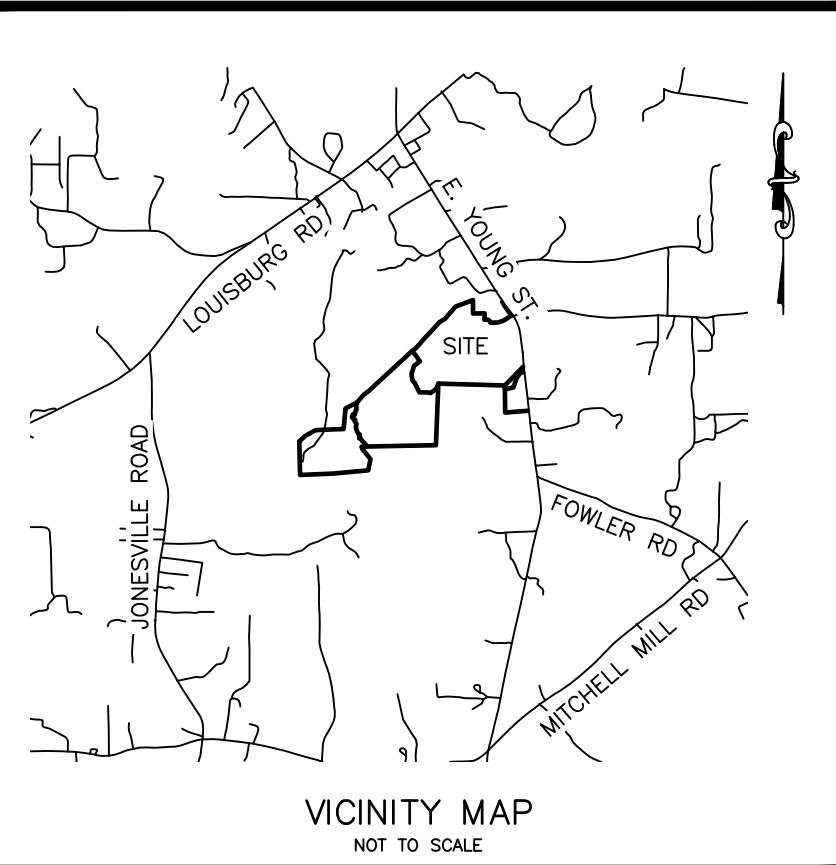 E. YOUNG ST.
LOUISBURG RD
SITE
JONESVILLE ROAD
FOWLER RD
MITCHELL MILL RD
VICINITY MAP
NOT TO SCALE